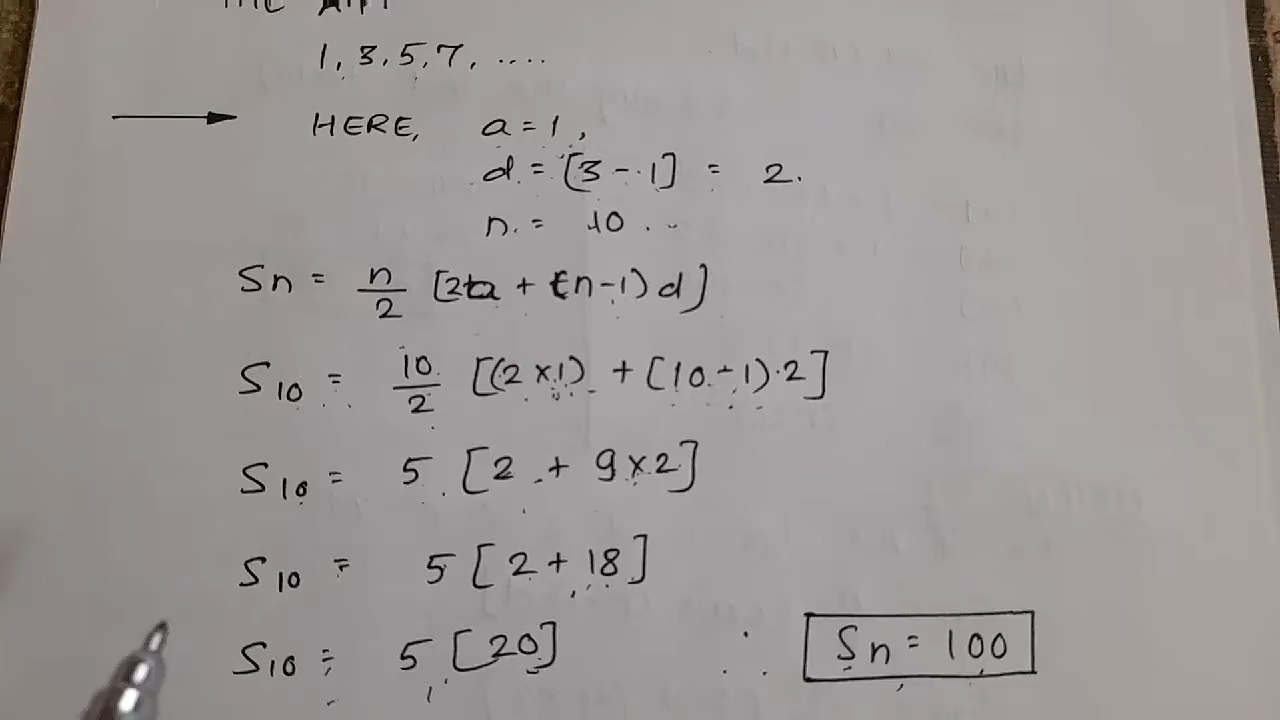 1, 3, 5, 7, ....
HERE, a = 1,
d = [3 - 1] = 2.
n = 10
Sn = n/2 [2a + (n-1) d]
S10 = 10/2 [(2 × 1) + (10 - 1) · 2]
S10 = 5 [2 + 9 × 2]
S10 = 5 [2 + 18]
S10 = 5 [20] ∴ Sn = 100